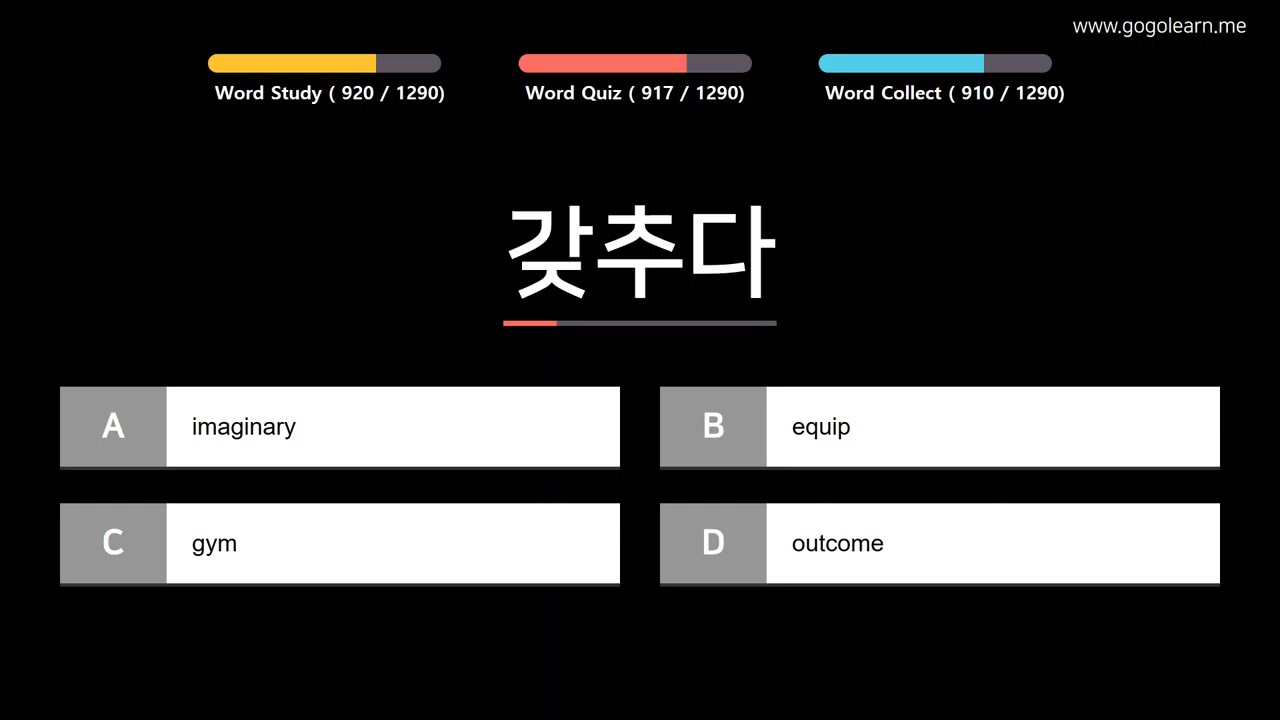 www.gogolearn.me
Word Study ( 920 / 1290)
Word Quiz ( 917 / 1290)
Word Collect ( 910 / 1290)
갖추다
A imaginary
B equip
C gym
D outcome